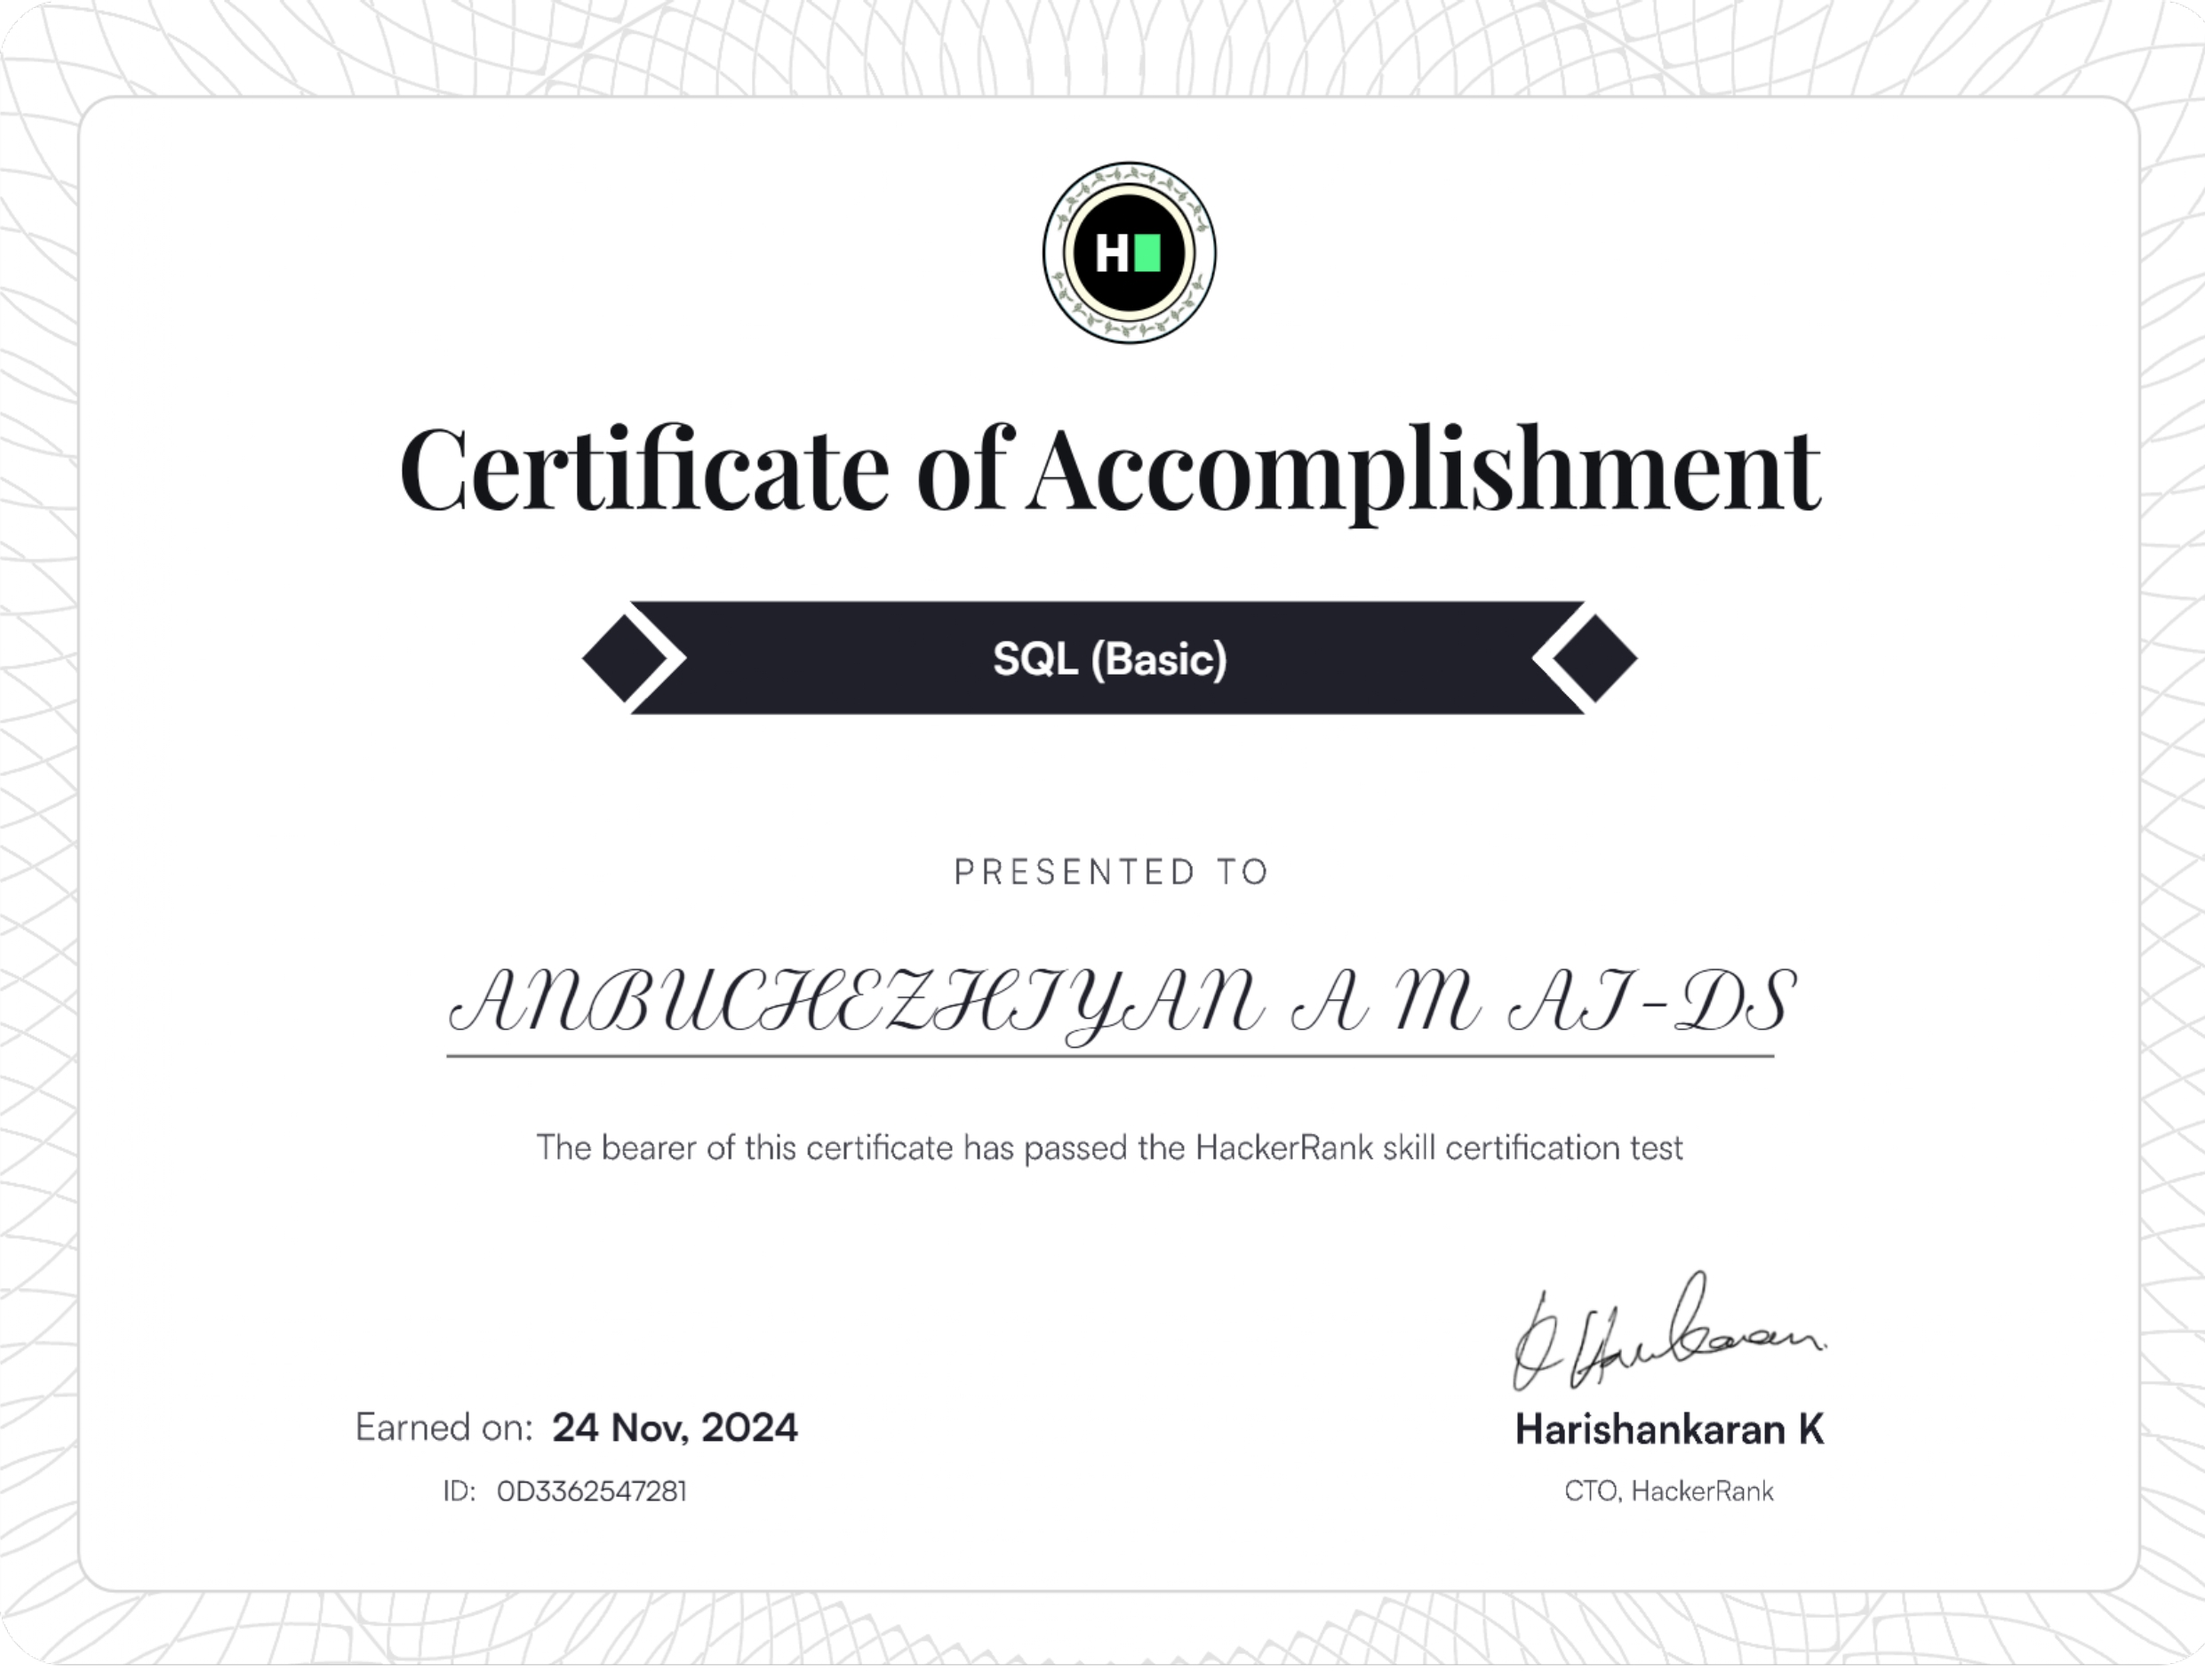 H
Certificate of Accomplishment
SQL (Basic)
PRESENTED TO
ANBUCHEZHIYAN A M AI-DS
The bearer of this certificate has passed the HackerRank skill certification test
Earned on: 24 Nov, 2024
ID: 0D3362547281
Harishankaran K
CTO, HackerRank